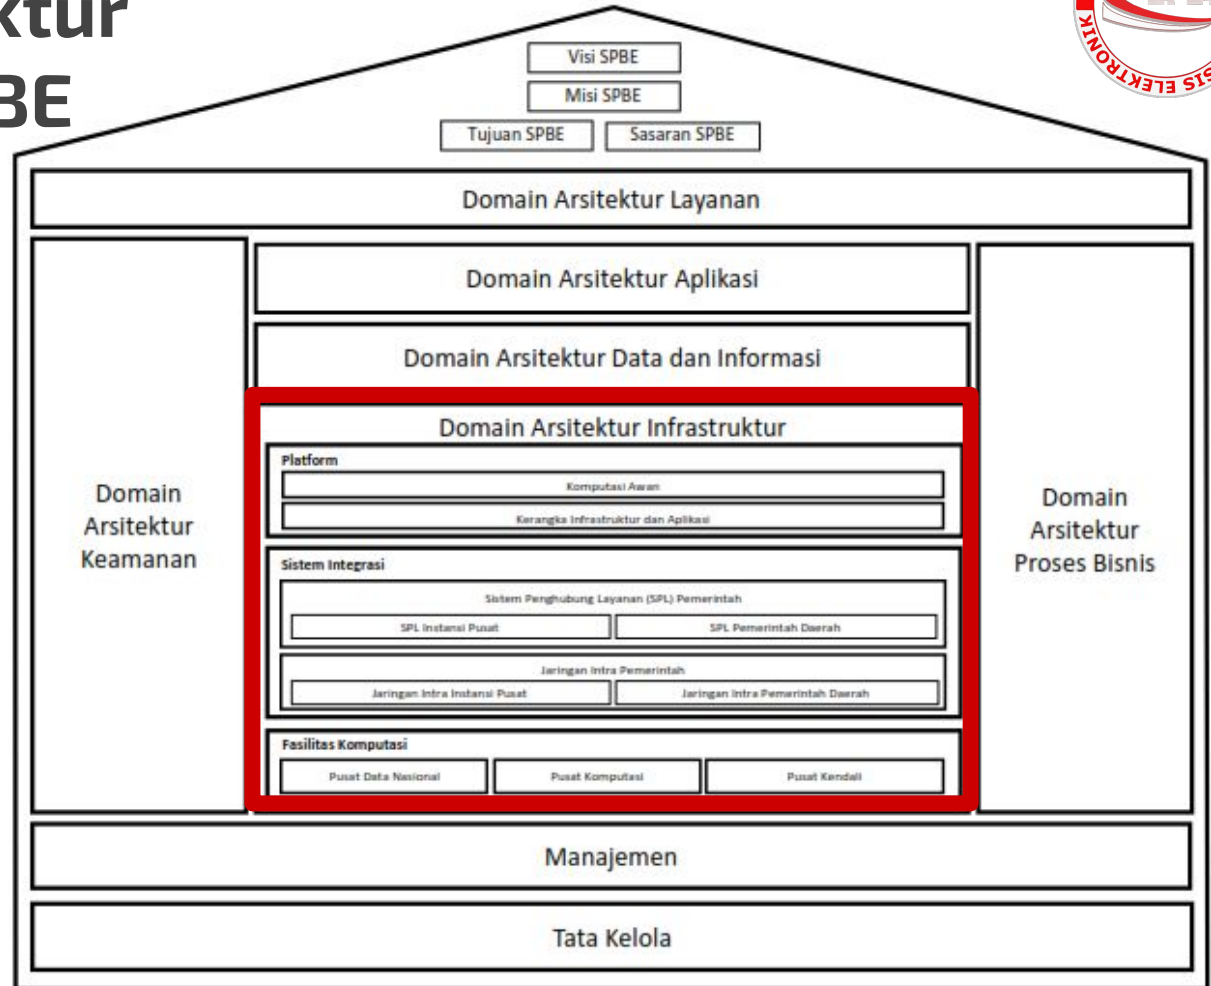 ktur
BE
NIK
SIS ELEKTRONIK
Visi SPBE
Misi SPBE
Tujuan SPBE
Sasaran SPBE
Domain Arsitektur Layanan
Domain Arsitektur Aplikasi
Domain Arsitektur Data dan Informasi
Domain Arsitektur Infrastruktur
Platform
Komputasi Awan
Kerangka Infrastruktur dan Aplikasi
Sistem Integrasi
Sistem Penghubung Layanan (SPL) Pemerintah
SPL Instansi Pusat
SPL Pemerintah Daerah
Jaringan Intra Pemerintah
Jaringan Intra Instansi Pusat
Jaringan Intra Pemerintah Daerah
Fasilitas Komputasi
Pusat Data Nasional
Pusat Komputasi
Pusat Kendali
Domain
Arsitektur
Keamanan
Domain
Arsitektur
Proses Bisnis
Manajemen
Tata Kelola